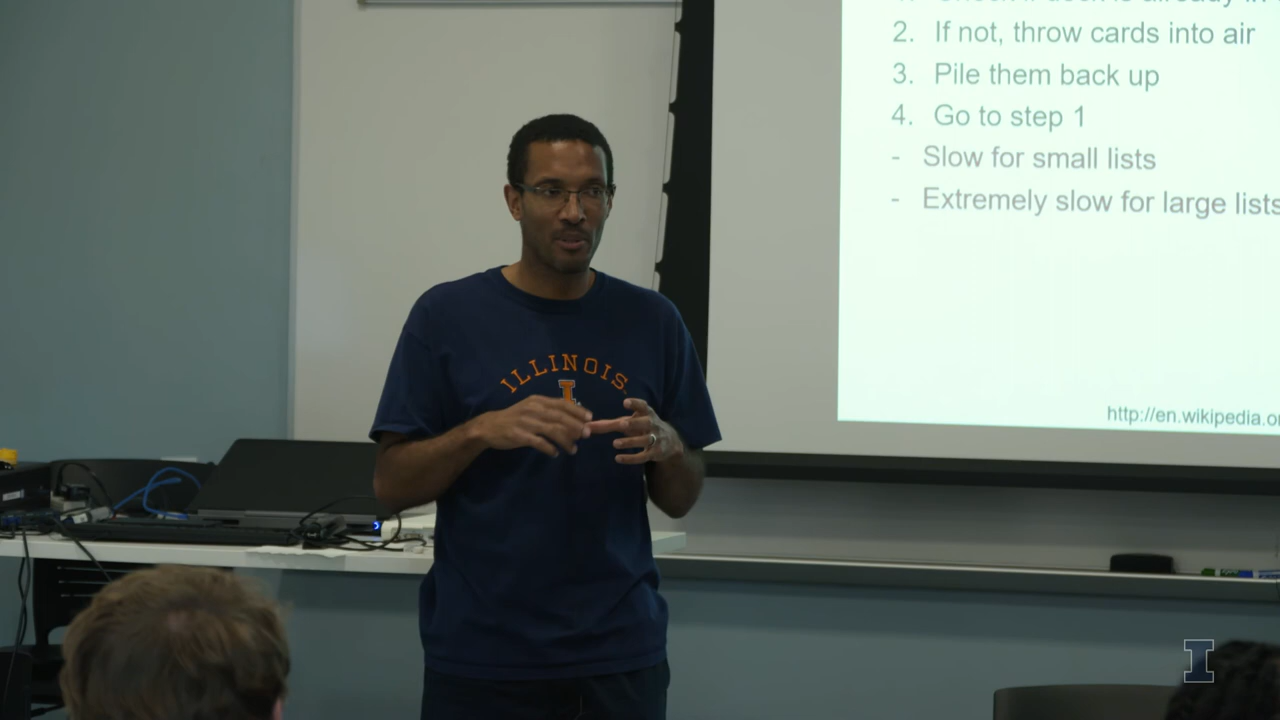 2. If not, throw cards into air
3. Pile them back up
4. Go to step 1
- Slow for small lists
- Extremely slow for large lists
http://en.wikipedia.o
ILLINOIS
I
I